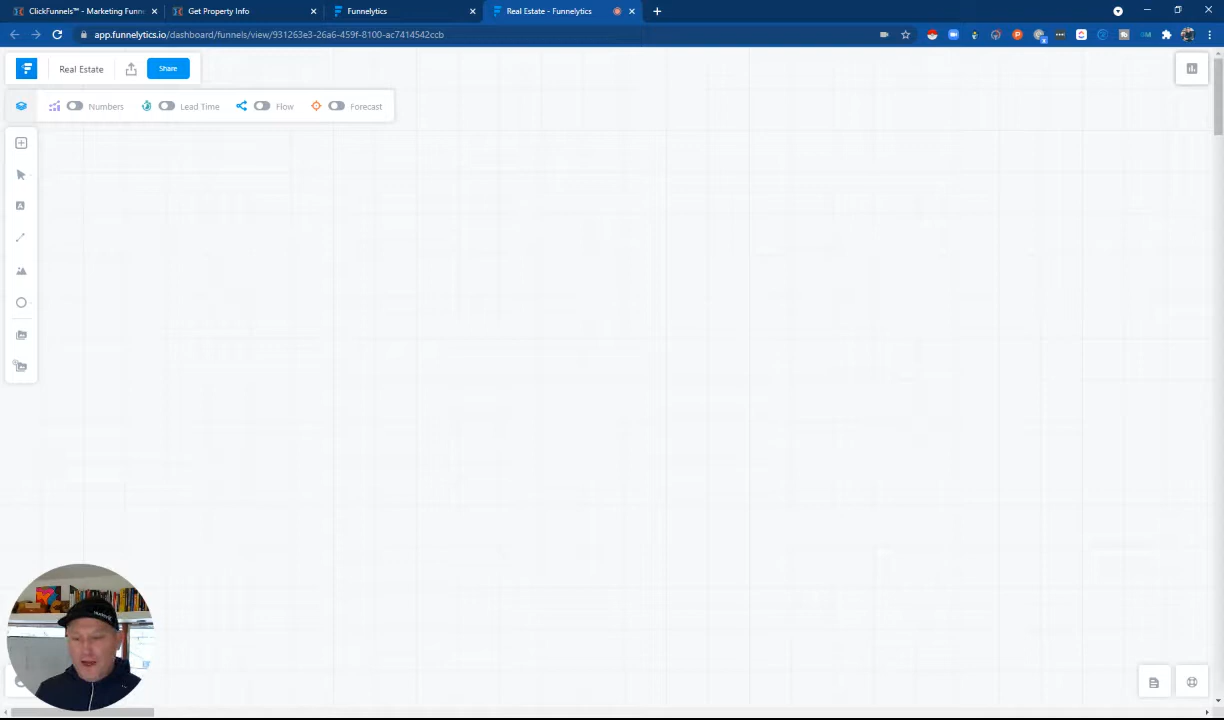 ClickFunnels™ - Marketing Funne
Get Property Info
Funnelytics
Real Estate - Funnelytics
app.funnelytics.io/dashboard/funnels/view/931263e3-26a6-459f-8100-ac7414542ccb
Real Estate
Share
Numbers
Lead Time
Flow
Forecast